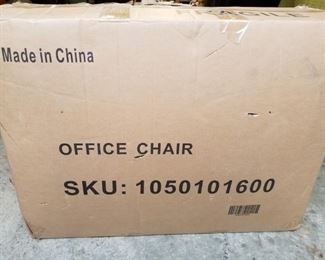 Made in China
OFFICE CHAIR
SKU: 1050101600